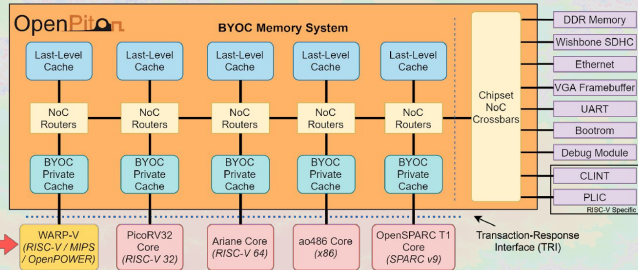 OpenPiton
BYOC Memory System
Last-Level
Cache
Last-Level
Cache
Last-Level
Cache
Last-Level
Cache
Last-Level
Cache
NoC
Routers
NoC
Routers
NoC
Routers
NoC
Routers
NoC
Routers
BYOC
Private
Cache
BYOC
Private
Cache
BYOC
Private
Cache
BYOC
Private
Cache
BYOC
Private
Cache
Chipset
NoC
Crossbars
DDR Memory
Wishbone SDHC
Ethernet
VGA Framebuffer
UART
Bootrom
Debug Module
CLINT
PLIC
RISC-V Specific
WARP-V
(RISC-V / MIPS
/ OpenPOWER)
PicoRV32
Core
(RISC-V 32)
Ariane Core
(RISC-V 64)
ao486 Core
(x86)
OpenSPARC T1
Core
(SPARC v9)
Transaction-Response
Interface (TRI)